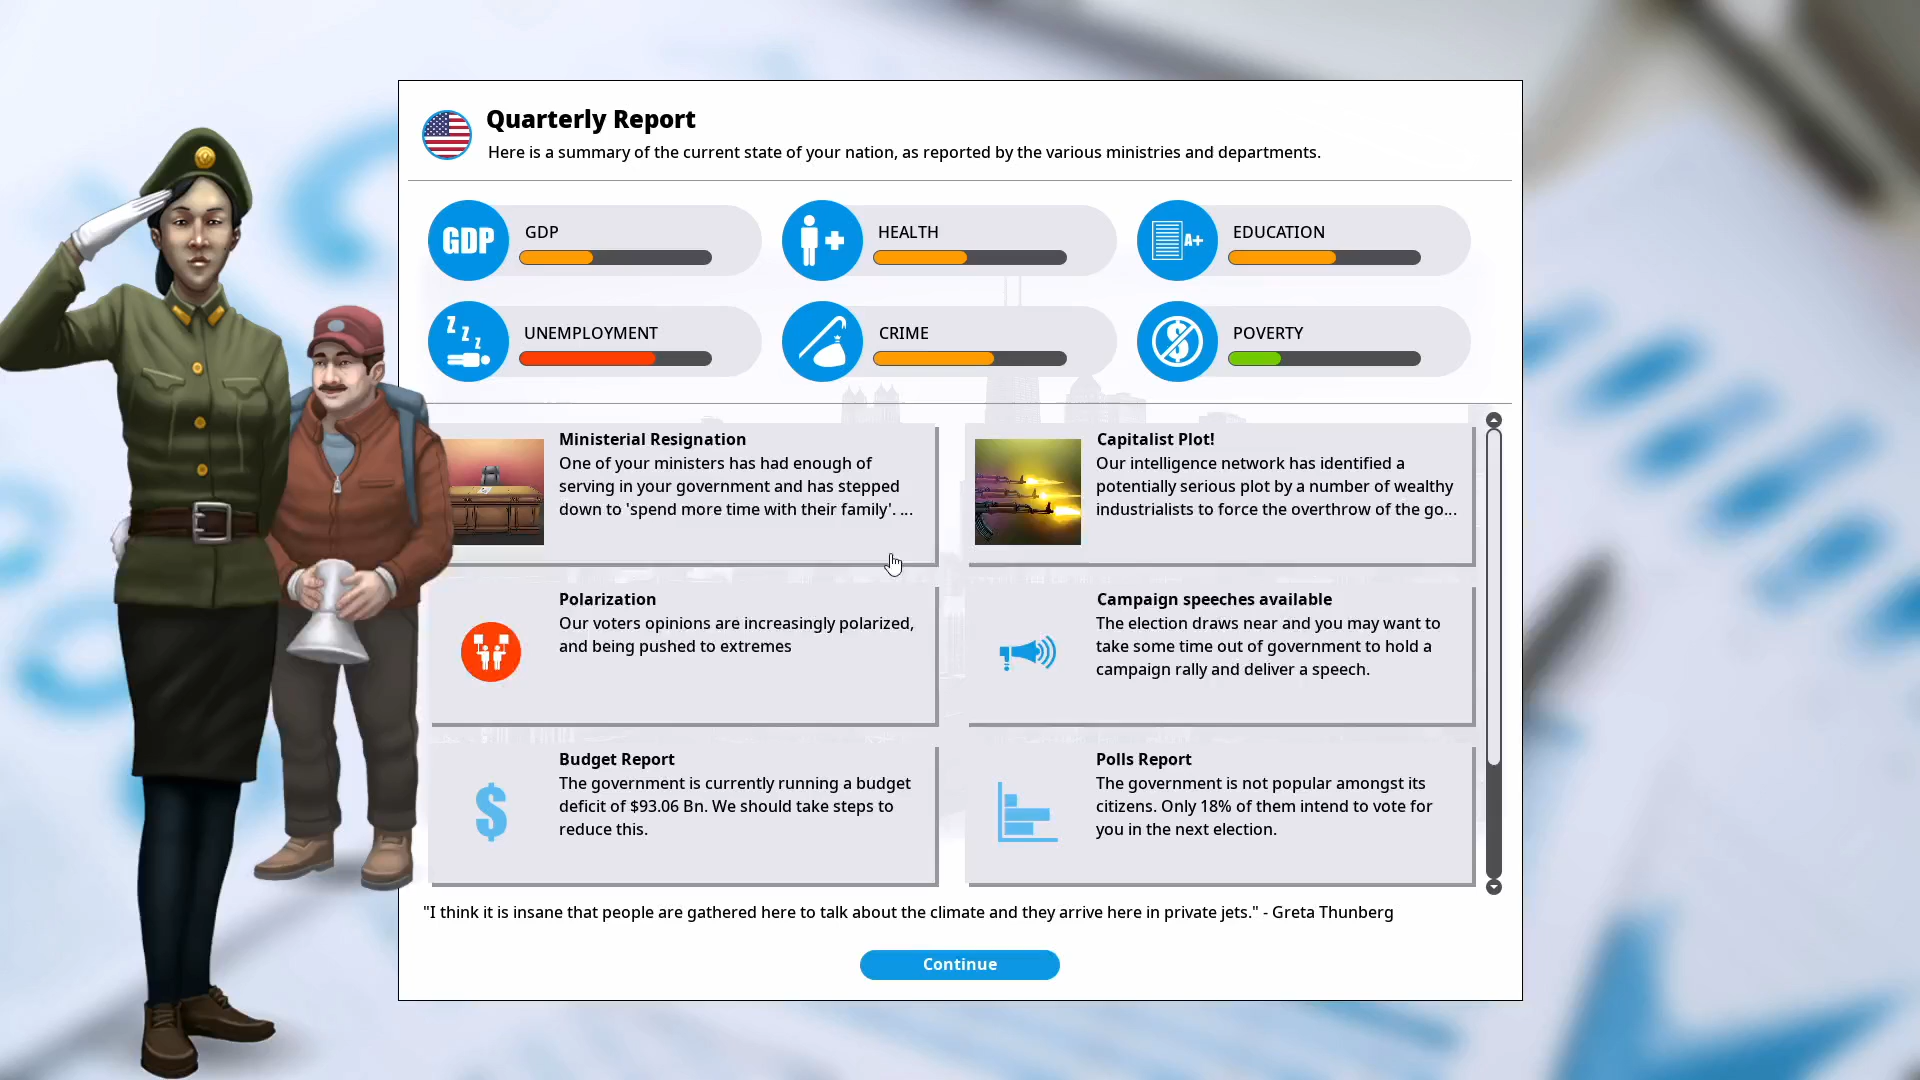 Quarterly Report
Here is a summary of the current state of your nation, as reported by the various ministries and departments.
GDP
GDP
HEALTH
A+
EDUCATION
Z
Z
Z
UNEMPLOYMENT
CRIME
$
POVERTY
Ministerial Resignation
One of your ministers has had enough of
serving in your government and has stepped
down to 'spend more time with their family'. ...
Capitalist Plot!
Our intelligence network has identified a
potentially serious plot by a number of wealthy
industrialists to force the overthrow of the go...
Polarization
Our voters opinions are increasingly polarized,
and being pushed to extremes
Campaign speeches available
The election draws near and you may want to
take some time out of government to hold a
campaign rally and deliver a speech.
$
Budget Report
The government is currently running a budget
deficit of $93.06 Bn. We should take steps to
reduce this.
Polls Report
The government is not popular amongst its
citizens. Only 18% of them intend to vote for
you in the next election.
"I think it is insane that people are gathered here to talk about the climate and they arrive here in private jets." - Greta Thunberg
Continue